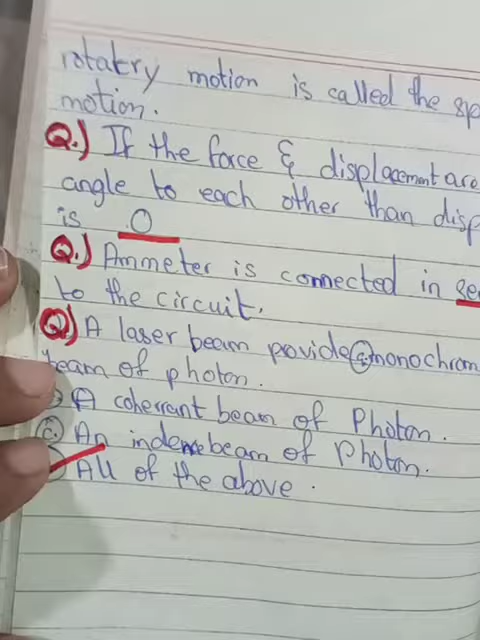 rotatry motion is called the sp
motion.
Q.) If the force & displacement are
angle to each other than disp
is O
Q.) Ammeter is connected in se
to the circuit.
Q) A laser beam provide (a) monochrom
beam of photon.
A coherrant beam of Photon.
(C.) An beam of Photon.
All of the above.